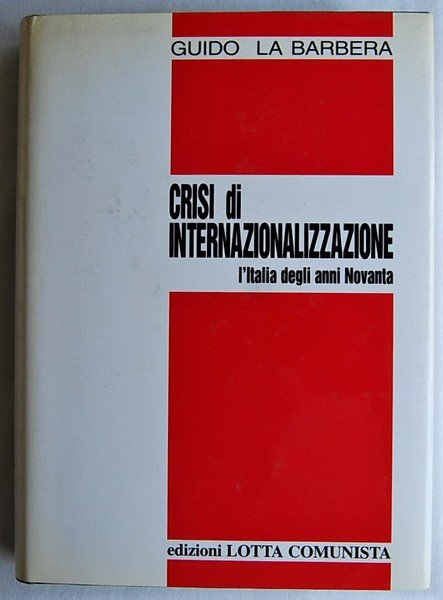 GUIDO LA BARBERA
CRISI di
INTERNAZIONALIZZAZIONE
l'Italia degli anni Novanta
edizioni LOTTA COMUNISTA